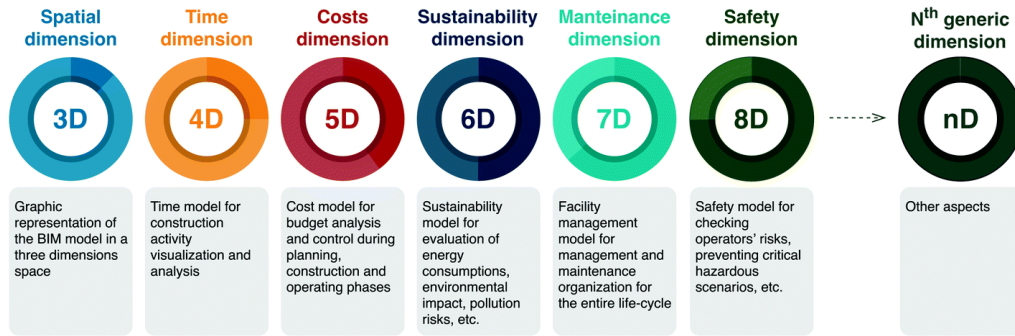 Spatial
dimension
3D
Graphic
representation of
the BIM model in a
three dimensions
space
Time
dimension
4D
Time model for
construction
activity
visualization and
analysis
Costs
dimension
5D
Cost model for
budget analysis
and control during
planning,
construction and
operating phases
Sustainability
dimension
6D
Sustainability
model for
evaluation of
energy
consumptions,
environmental
impact, pollution
risks, etc.
Manteinance
dimension
7D
Facility
management
model for
management and
maintenance
organization for
the entire life-cycle
Safety
dimension
8D
Safety model for
checking
operators' risks,
preventing critical
hazardous
scenarios, etc.
Nth generic
dimension
nD
Other aspects